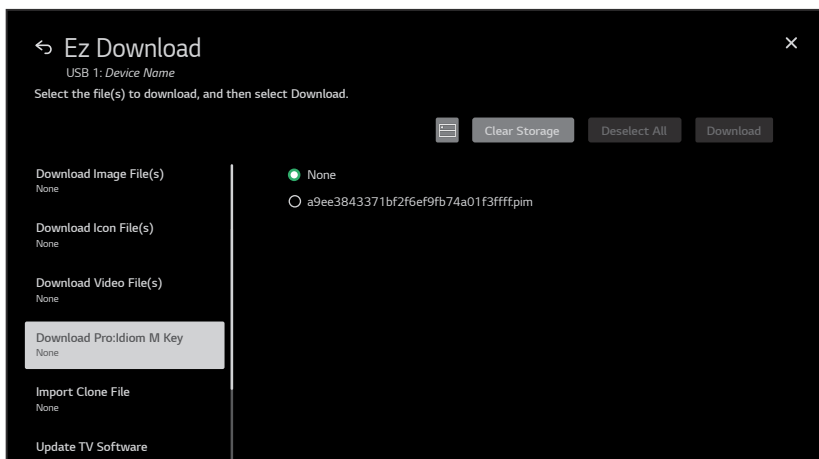 Ez Download
USB 1: Device Name
Select the file(s) to download, and then select Download.
Clear Storage
Deselect All
Download
Download Image File(s)
None
Download Icon File(s)
None
Download Video File(s)
None
Download Pro:Idiom M Key
None
Import Clone File
None
Update TV Software
None
a9ee3843371bf2f6ef9fb74a01f3ffff.pim